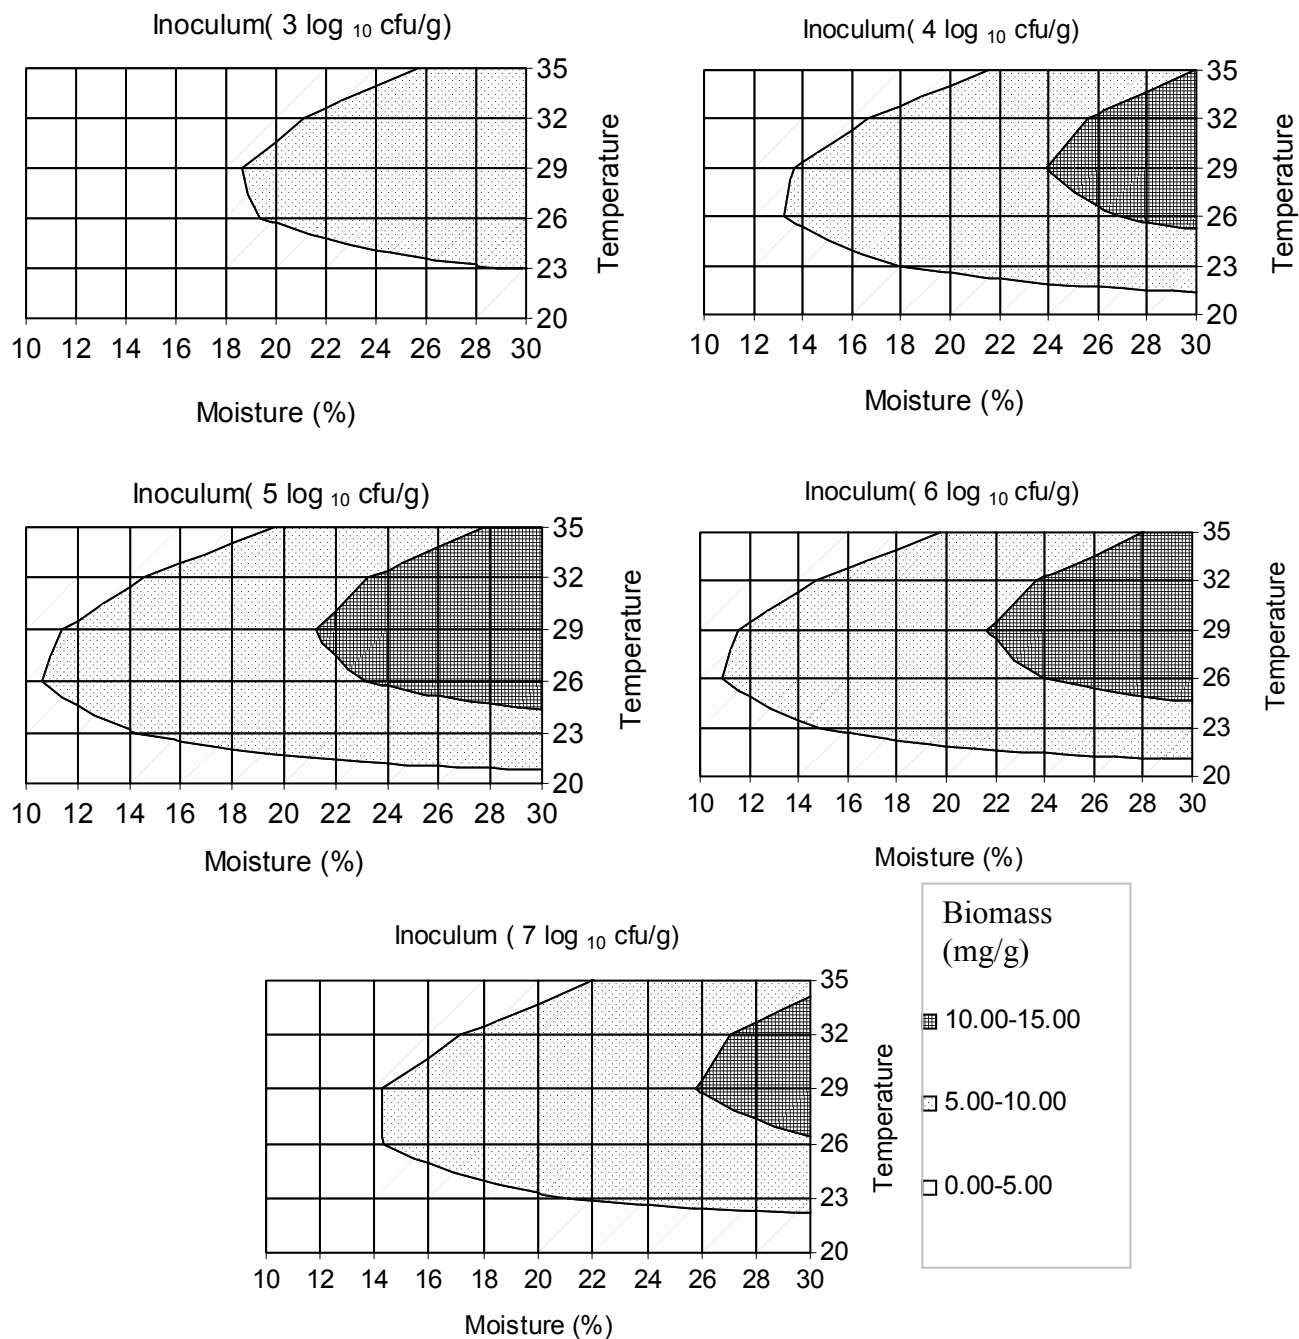 Inoculum( 3 log 10 cfu/g)
35
32
29
26
23
20
Temperature
10 12 14 16 18 20 22 24 26 28 30
Moisture (%)
Inoculum( 4 log 10 cfu/g)
35
32
29
26
23
20
Temperature
10 12 14 16 18 20 22 24 26 28 30
Moisture (%)
Inoculum( 5 log 10 cfu/g)
35
32
29
26
23
20
Temperature
10 12 14 16 18 20 22 24 26 28 30
Moisture (%)
Inoculum( 6 log 10 cfu/g)
35
32
29
26
23
20
Temperature
10 12 14 16 18 20 22 24 26 28 30
Moisture (%)
Inoculum ( 7 log 10 cfu/g)
35
32
29
26
23
20
Temperature
10 12 14 16 18 20 22 24 26 28 30
Moisture (%)
Biomass
(mg/g)
10.00-15.00
5.00-10.00
0.00-5.00